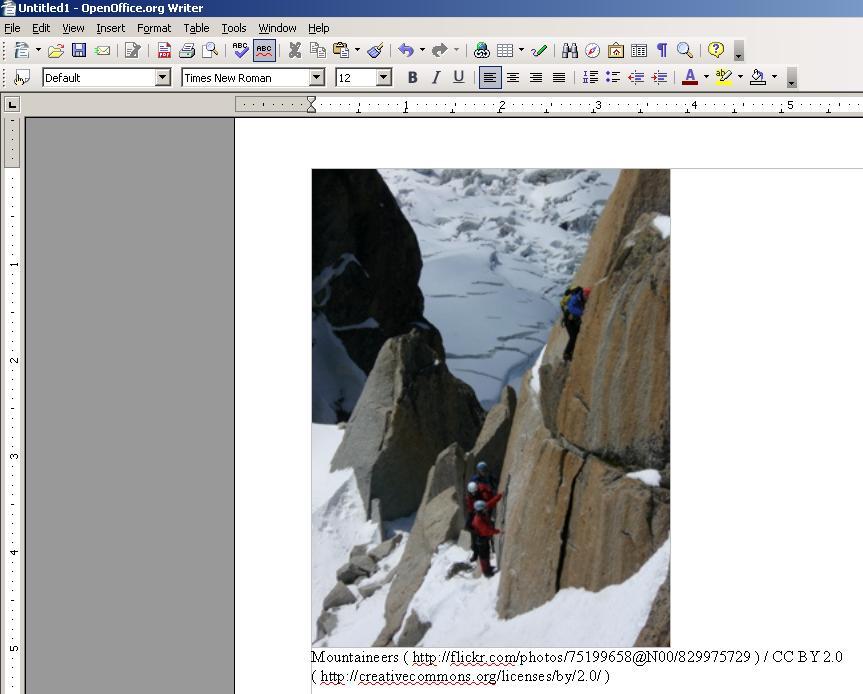 Untitled1 - OpenOffice.org Writer
File Edit View Insert Format Table Tools Window Help
ABC ABC
Default Times New Roman 12 B I U A ab
1 2 3 4 5
1
2
3
4
5
Mountaineers ( http://flickr.com/photos/75199658@N00/829975729 ) / CC BY 2.0
( http://creativecommons.org/licenses/by/2.0/ )